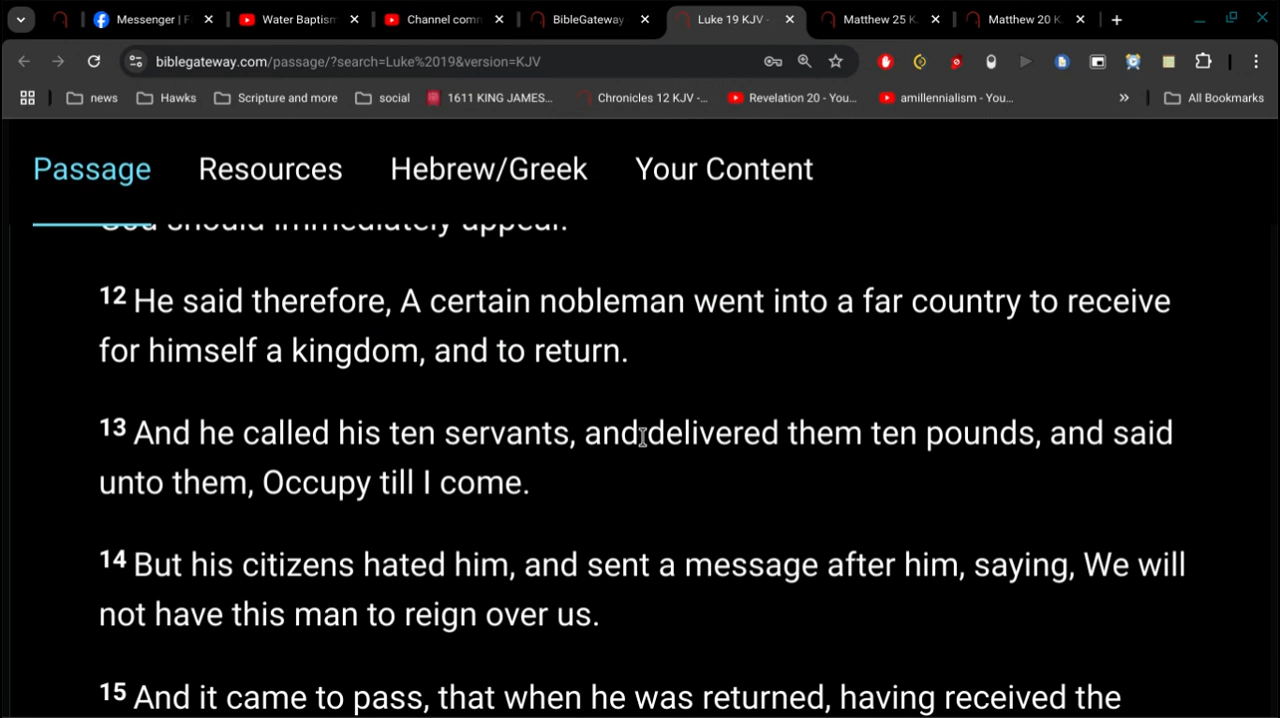 Messenger | F
Water Baptism
Channel com
BibleGateway
Luke 19 KJV -
Matthew 25 K
Matthew 20 K
biblegateway.com/passage/?search=Luke%2019&version=KJV
news
Hawks
Scripture and more
social
1611 KING JAMES...
Chronicles 12 KJV -...
Revelation 20 - You...
amillennialism - You...
All Bookmarks
Passage Resources Hebrew/Greek Your Content
God should immediately appear.
12 He said therefore, A certain nobleman went into a far country to receive
for himself a kingdom, and to return.
13 And he called his ten servants, and delivered them ten pounds, and said
unto them, Occupy till I come.
14 But his citizens hated him, and sent a message after him, saying, We will
not have this man to reign over us.
15 And it came to pass, that when he was returned, having received the